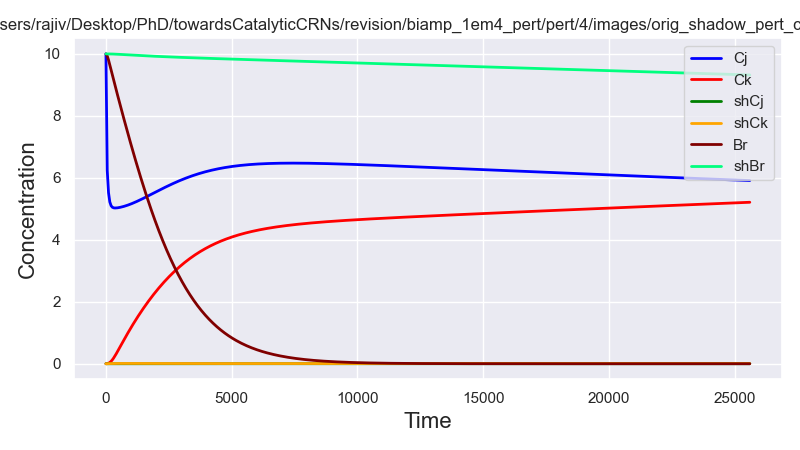 sers/rajiv/Desktop/PhD/towardsCatalyticCRNs/revision/biamp_1em4_pert/pert/4/images/orig_shadow_pert_c
10
8
6
4
2
0
Concentration
Cj
Ck
shCj
shCk
Br
shBr
0
5000
10000
15000
20000
25000
Time